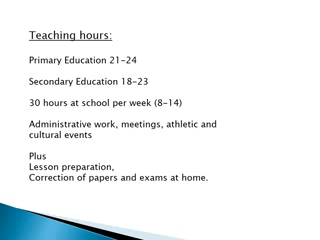 Teaching hours:
Primary Education 21-24
Secondary Education 18-23
30 hours at school per week (8-14)
Administrative work, meetings, athletic and
cultural events
Plus
Lesson preparation,
Correction of papers and exams at home.